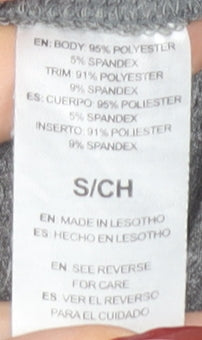 EN: BODY: 95% POLYESTER
5% SPANDEX
TRIM: 91% POLYESTER
9% SPANDEX
ES: CUERPO: 95% POLIESTER
5% SPANDEX
INSERTO: 91% POLIESTER
9% SPANDEX
S/CH
EN: MADE IN LESOTHO
ES: HECHO EN LESOTHO
EN: SEE REVERSE
FOR CARE
ES: VER EL REVERSO
PARA EL CUIDADO